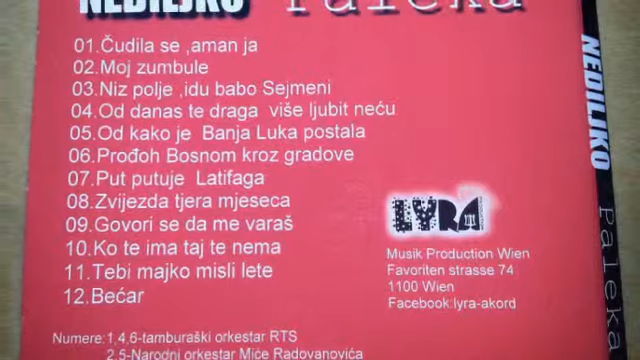 NEDILJKO Paleka
01.Čudila se ,aman ja
02.Moj zumbule
03.Niz polje ,idu babo Sejmeni
04.Od danas te draga više ljubit neću
05.Od kako je Banja Luka postala
06.Prođoh Bosnom kroz gradove
07.Put putuje Latifaga
08.Zvijezda tjera mjeseca
09.Govori se da me varaš
10.Ko te ima taj te nema
11.Tebi majko misli lete
12.Bećar
LYRA
Musik Production Wien
Favoriten strasse 74
1100 Wien
Facebook:lyra-akord
Numere:1,4,6-tamburaški orkestar RTS
2,5-Narodni orkestar Miće Radovanovića
NEDILJKO Paleka